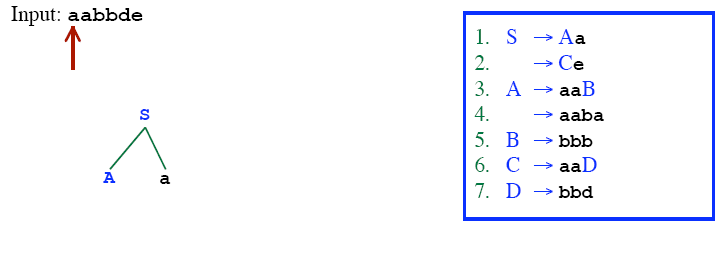 Input: aabbde
S
A a
1. S → Aa
2. → Ce
3. A → aaB
4. → aaba
5. B → bbb
6. C → aaD
7. D → bbd